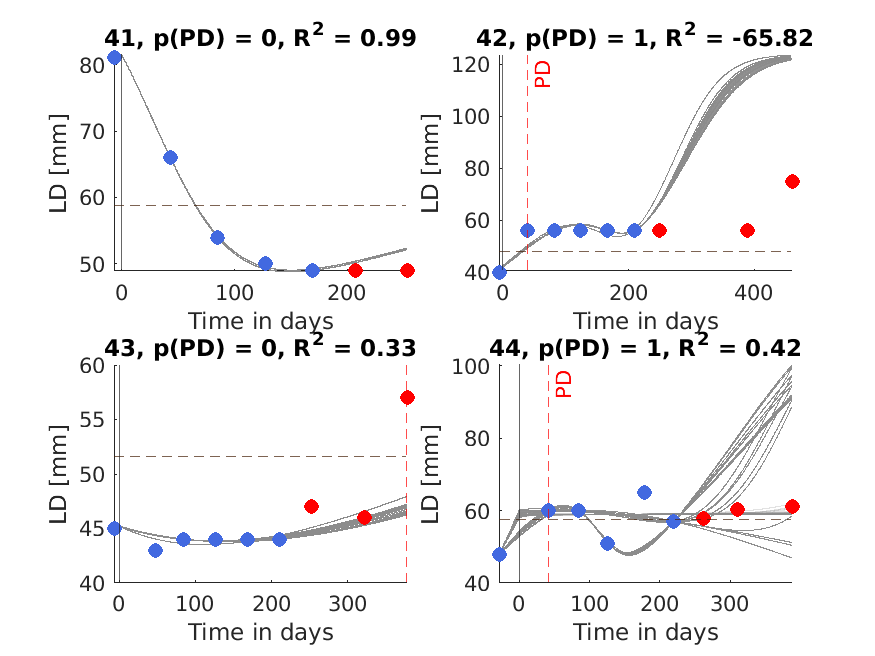 41, p(PD) = 0, R² = 0.99
80
70
60
50
LD [mm]
0
100
200
Time in days
42, p(PD) = 1, R² = -65.82
PD
120
100
80
60
40
LD [mm]
0
200
400
Time in days
43, p(PD) = 0, R² = 0.33
60
55
50
45
40
LD [mm]
0
100
200
300
Time in days
44, p(PD) = 1, R² = 0.42
PD
100
80
60
40
LD [mm]
0
100
200
300
Time in days